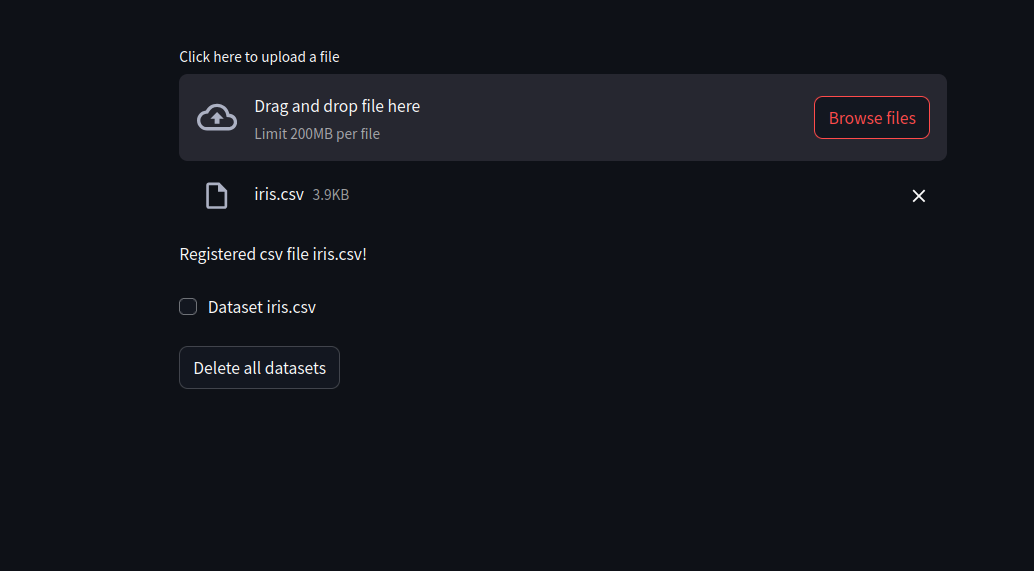 Click here to upload a file
Drag and drop file here
Limit 200MB per file
Browse files
iris.csv 3.9KB
Registered csv file iris.csv!
Dataset iris.csv
Delete all datasets